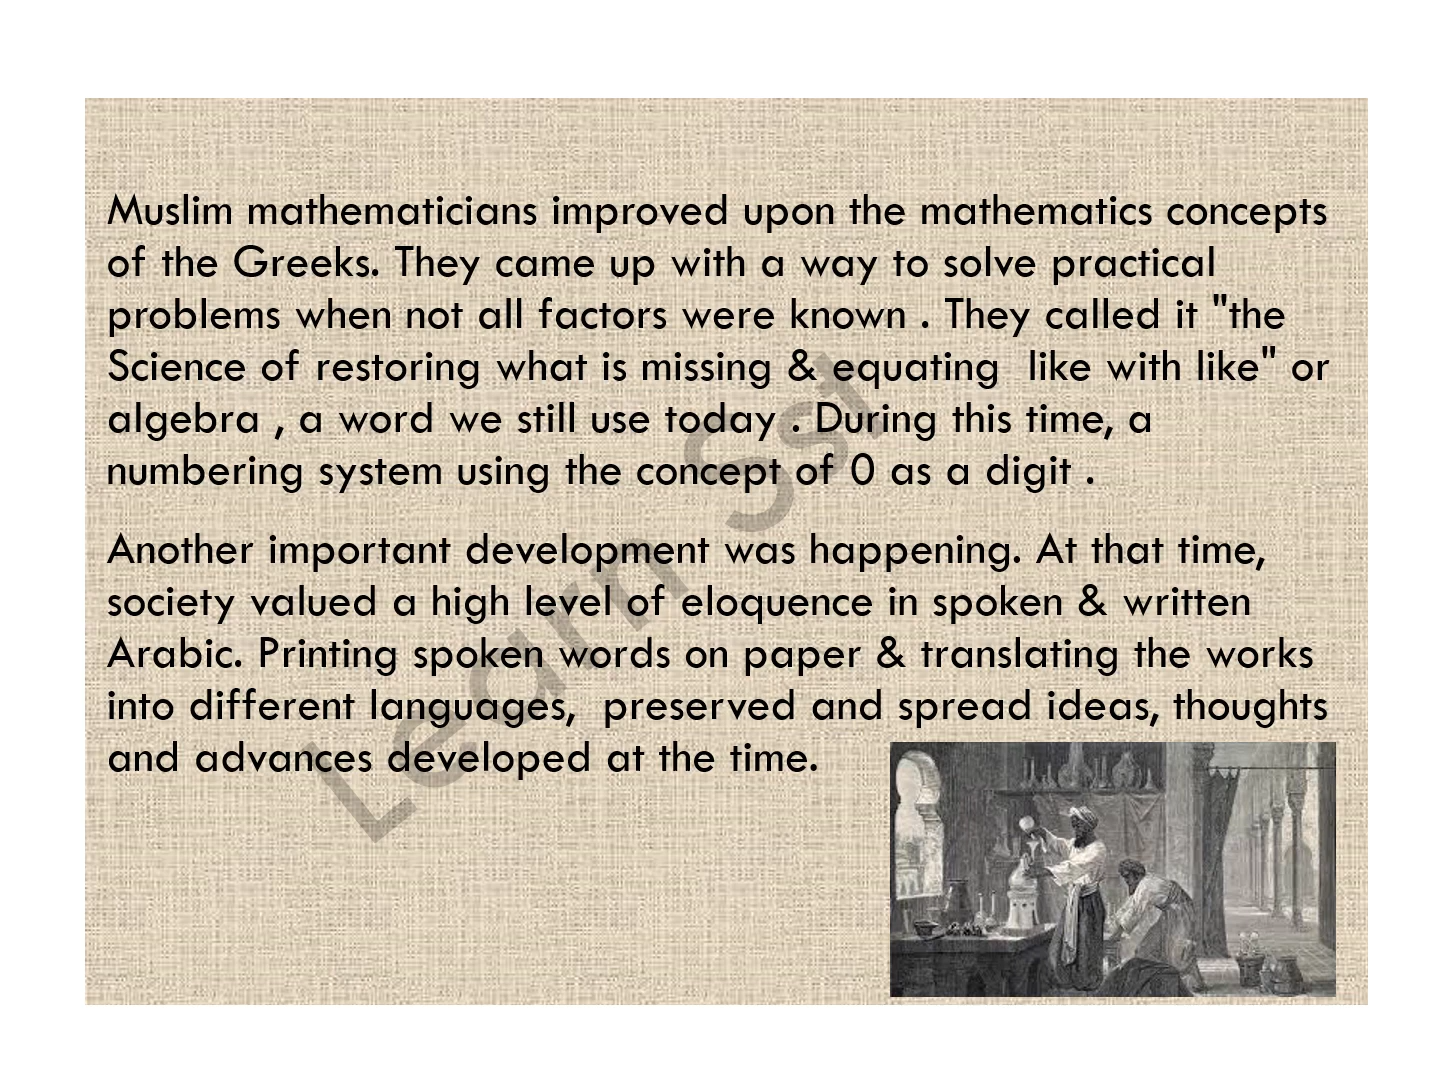 Muslim mathematicians improved upon the mathematics concepts
of the Greeks. They came up with a way to solve practical
problems when not all factors were known . They called it "the
Science of restoring what is missing & equating  like with like" or
algebra , a word we still use today . During this time, a
numbering system using the concept of 0 as a digit .
Another important development was happening. At that time,
society valued a high level of eloquence in spoken & written
Arabic. Printing spoken words on paper & translating the works
into different languages,  preserved and spread ideas, thoughts
and advances developed at the time.
Learn Ssi